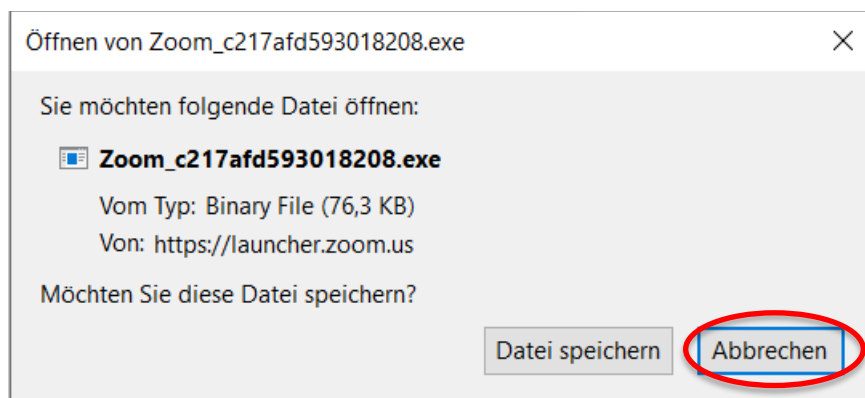 Öffnen von Zoom_c217afd593018208.exe
Sie möchten folgende Datei öffnen:
Zoom_c217afd593018208.exe
Vom Typ: Binary File (76,3 KB)
Von: https://launcher.zoom.us
Möchten Sie diese Datei speichern?
Datei speichern Abbrechen